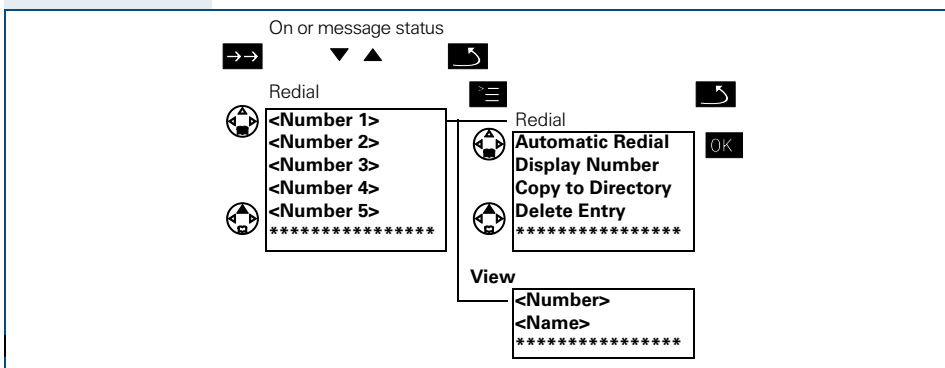 On or message status
Redial
<Number 1>
<Number 2>
<Number 3>
<Number 4>
<Number 5>
****************
Redial
Automatic Redial
Display Number
Copy to Directory
Delete Entry
****************
OK
View
<Number>
<Name>
****************